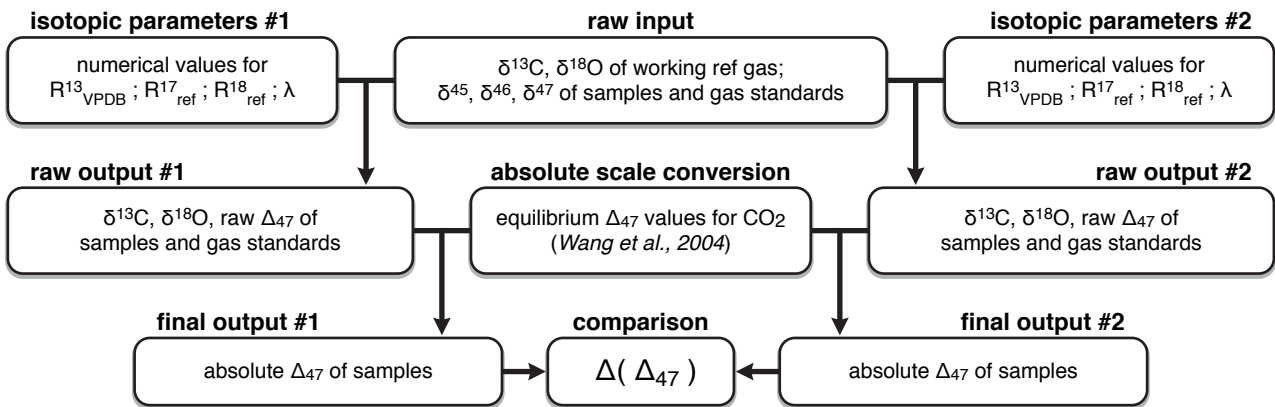 isotopic parameters #1
raw input
isotopic parameters #2
numerical values for
R¹³VPDB ; R¹⁷ref ; R¹⁸ref ; λ
δ¹³C, δ¹⁸O of working ref gas;
δ⁴⁵, δ⁴⁶, δ⁴⁷ of samples and gas standards
numerical values for
R¹³VPDB ; R¹⁷ref ; R¹⁸ref ; λ
raw output #1
absolute scale conversion
raw output #2
δ¹³C, δ¹⁸O, raw Δ₄₇ of
samples and gas standards
equilibrium Δ₄₇ values for CO₂
(Wang et al., 2004)
δ¹³C, δ¹⁸O, raw Δ₄₇ of
samples and gas standards
final output #1
comparison
final output #2
absolute Δ₄₇ of samples
Δ( Δ₄₇ )
absolute Δ₄₇ of samples